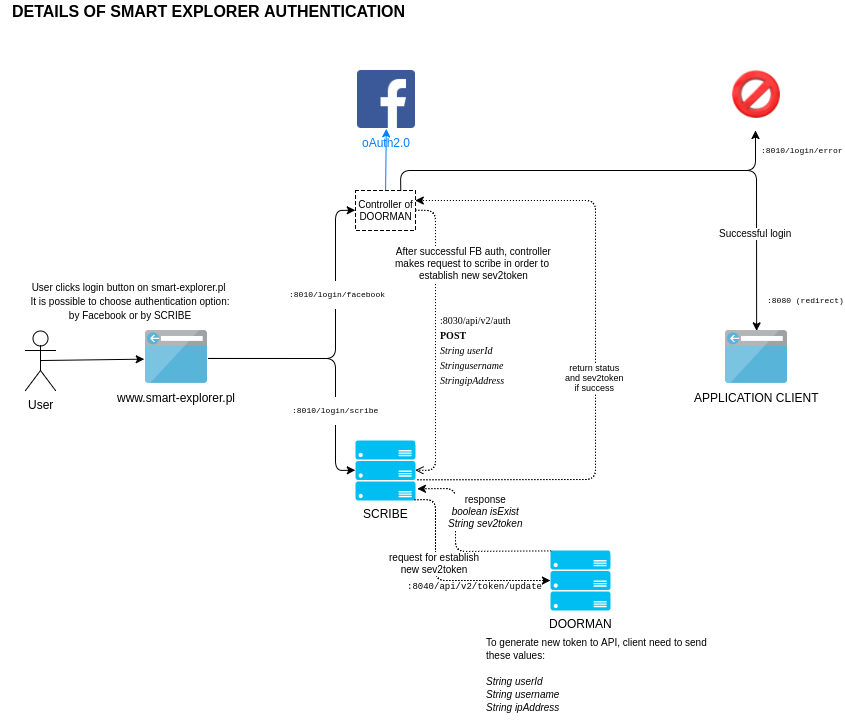 DETAILS OF SMART EXPLORER AUTHENTICATION
oAuth2.0
:8010/login/error
Controller of
DOORMAN
Successful login
After successful FB auth, controller
makes request to scribe in order to
establish new sev2token
User clicks login button on smart-explorer.pl
It is possible to choose authentication option:
by Facebook or by SCRIBE
:8010/login/facebook
:8080 (redirect)
:8030/api/v2/auth
POST
String userId
Stringusername
StringipAddress
return status
and sev2token
if success
User
www.smart-explorer.pl
APPLICATION CLIENT
:8010/login/scribe
SCRIBE
response
boolean isExist
String sev2token
request for establish
new sev2token
:8040/api/v2/token/update
DOORMAN
To generate new token to API, client need to send
these values:
String userId
String username
String ipAddress